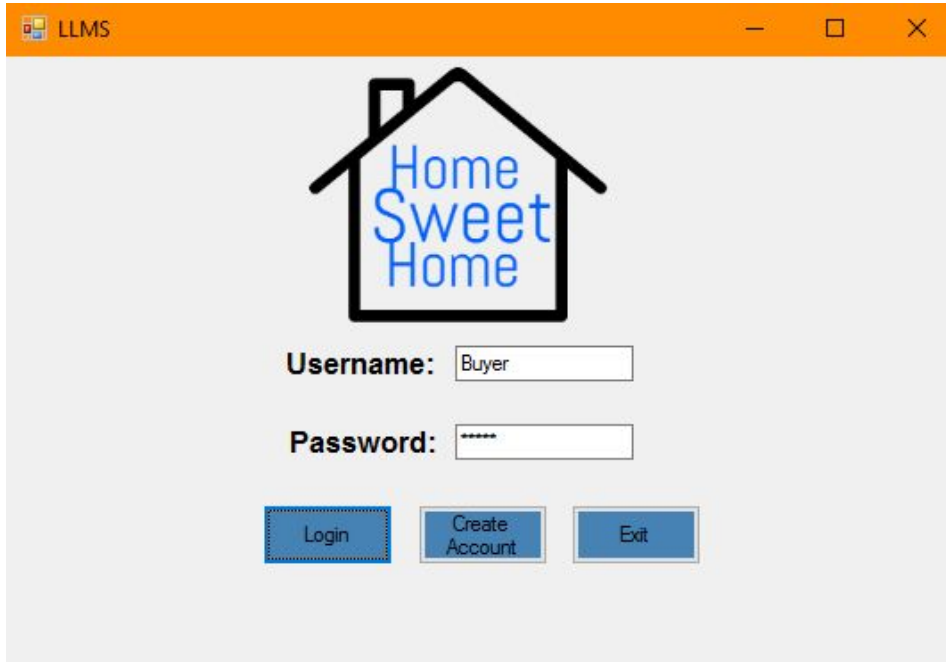 LLMS
Home
Sweet
Home
Username: Buyer
Password: *****
Login
Create
Account
Exit